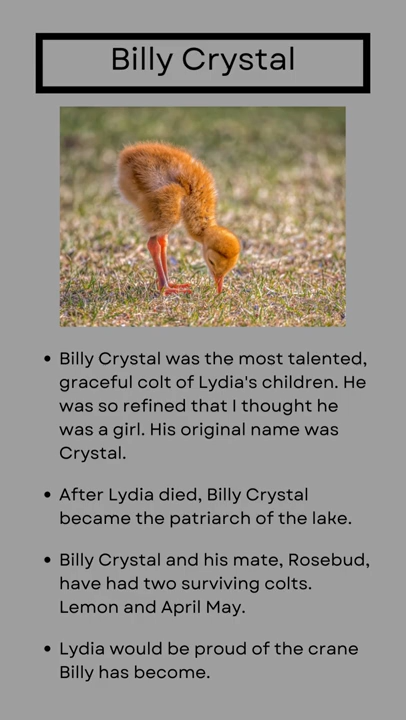 Billy Crystal
• Billy Crystal was the most talented,
graceful colt of Lydia's children. He
was so refined that I thought he
was a girl. His original name was
Crystal.
• After Lydia died, Billy Crystal
became the patriarch of the lake.
• Billy Crystal and his mate, Rosebud,
have had two surviving colts.
Lemon and April May.
• Lydia would be proud of the crane
Billy has become.